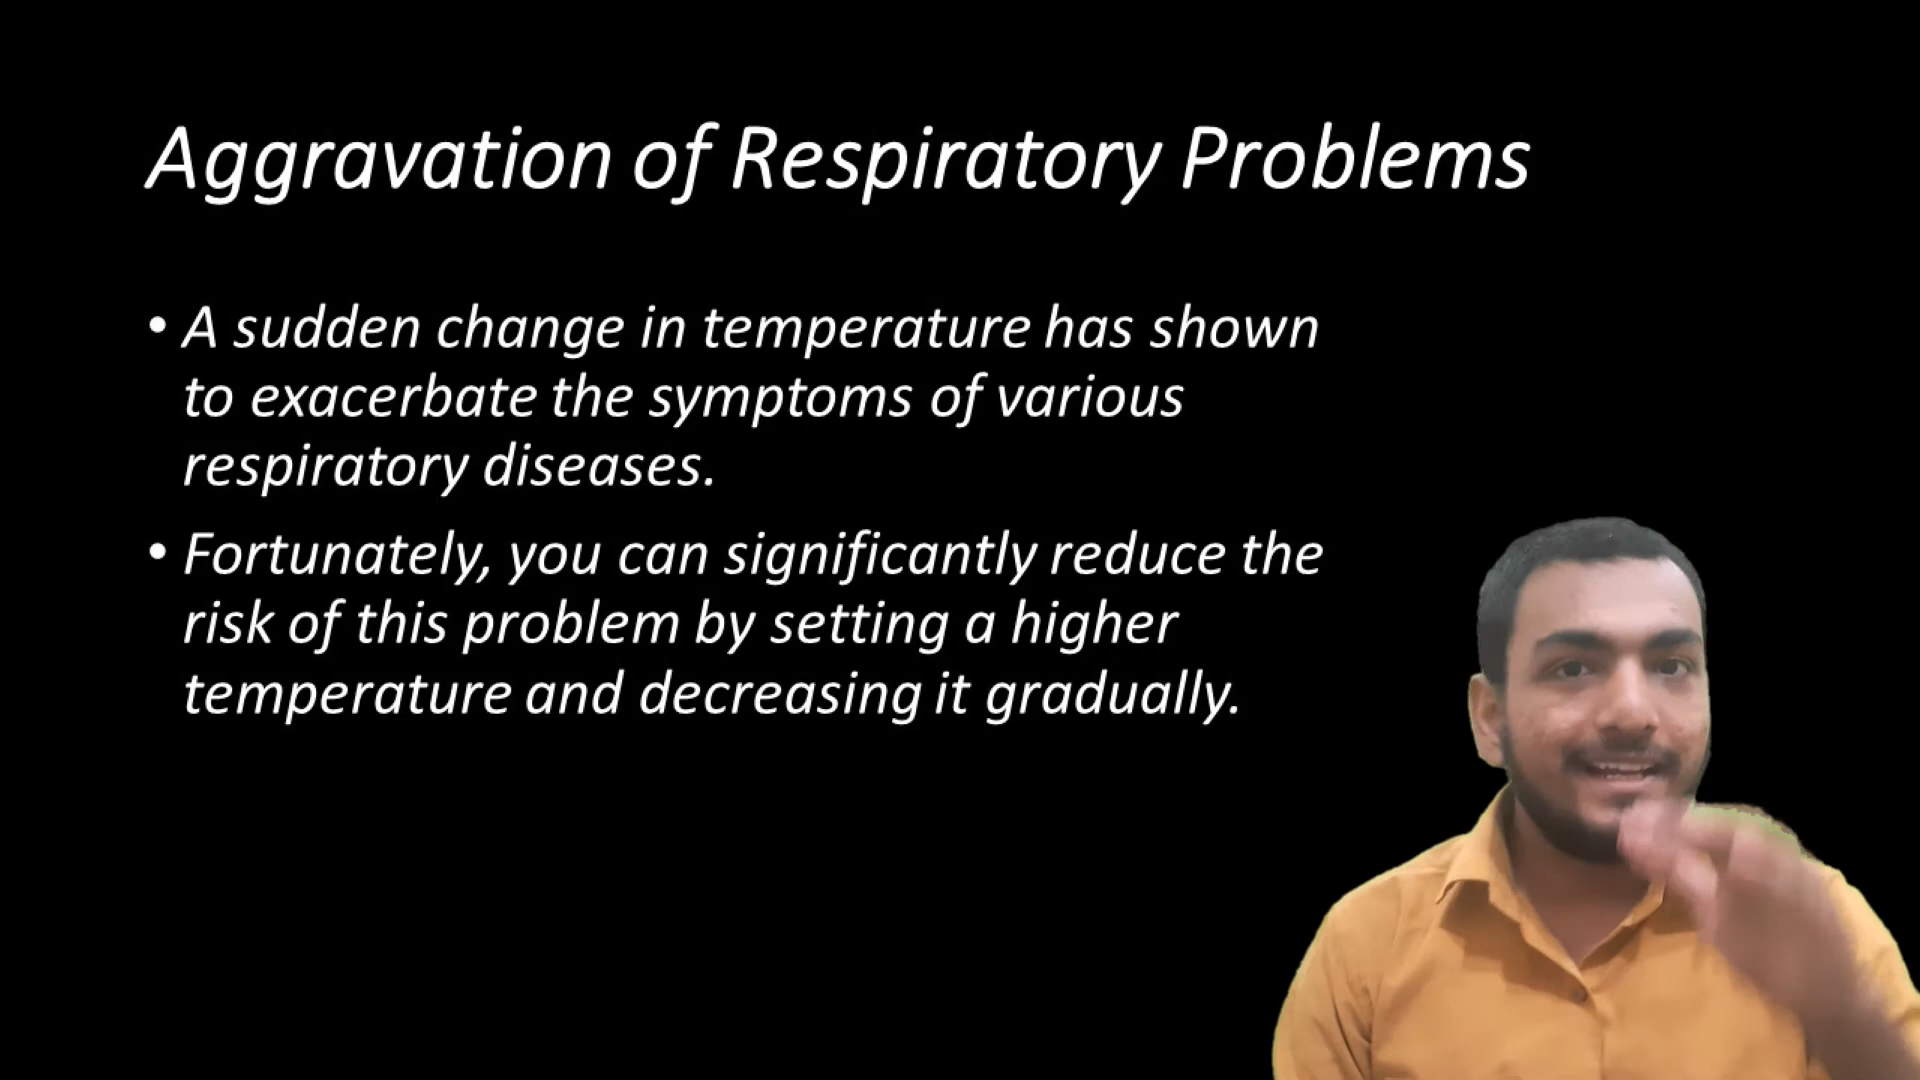 Aggravation of Respiratory Problems
• A sudden change in temperature has shown
to exacerbate the symptoms of various
respiratory diseases.
• Fortunately, you can significantly reduce the
risk of this problem by setting a higher
temperature and decreasing it gradually.